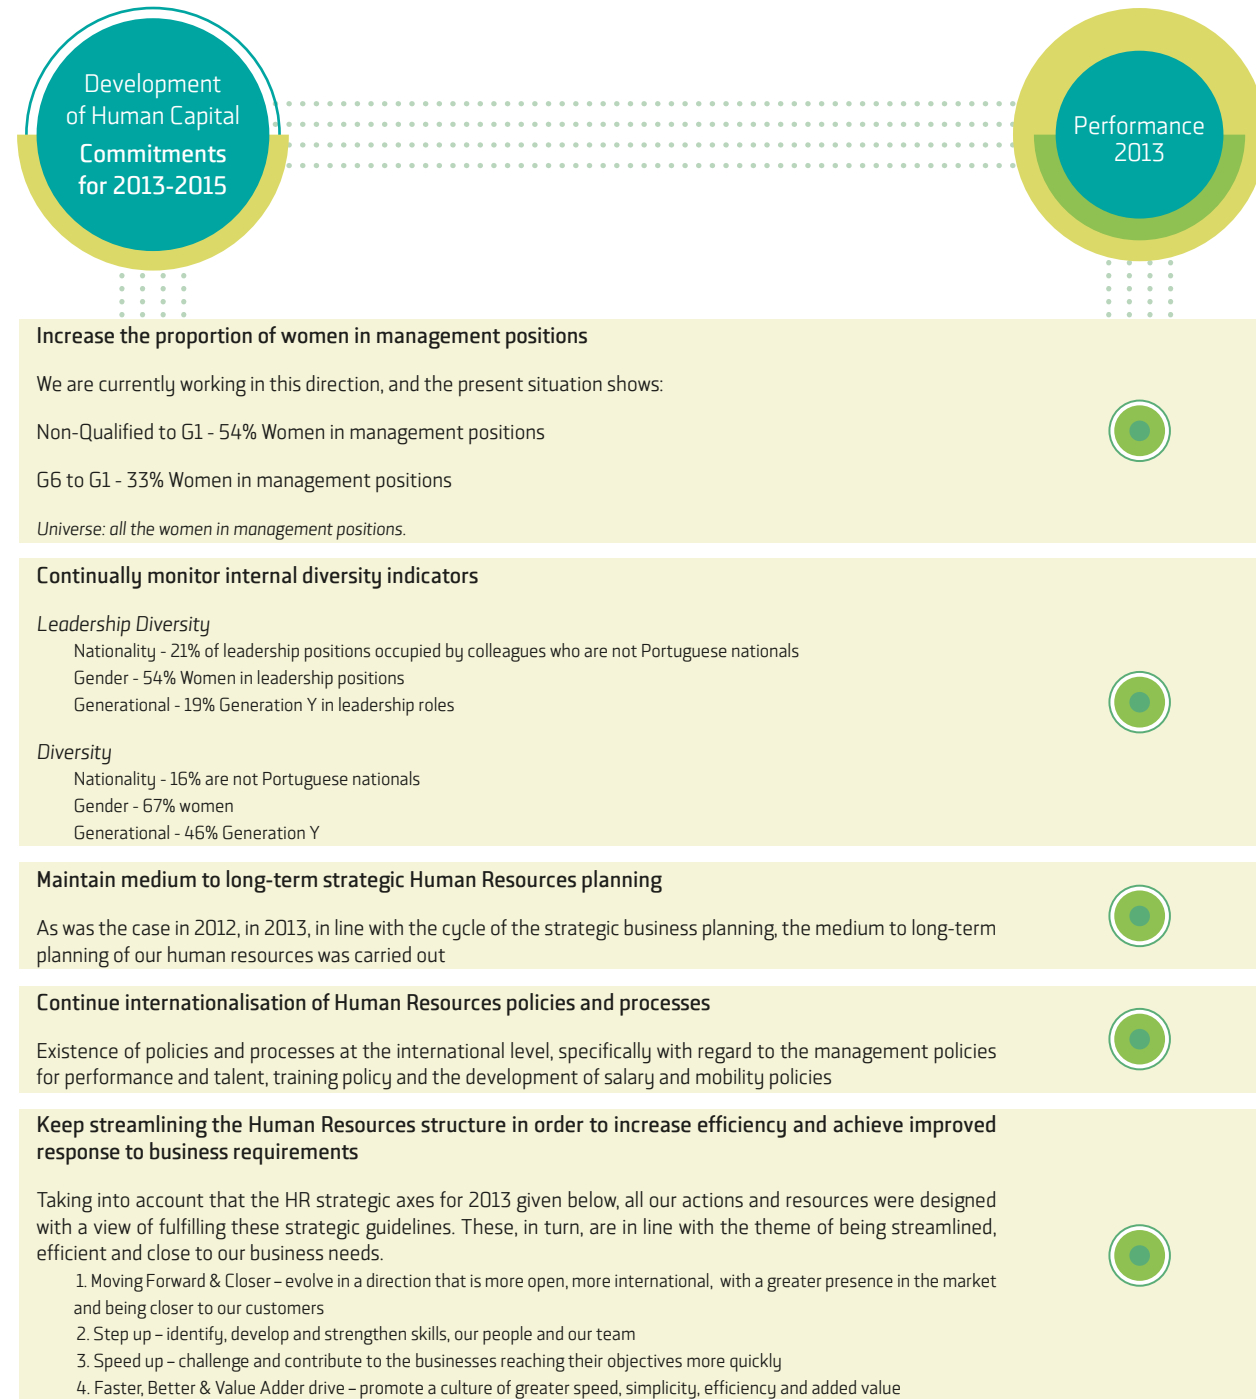 Development
of Human Capital
Commitments
for 2013-2015
Performance
2013
Increase the proportion of women in management positions
We are currently working in this direction, and the present situation shows:
Non-Qualified to G1 - 54% Women in management positions
G6 to G1 - 33% Women in management positions
Universe: all the women in management positions.
Continually monitor internal diversity indicators
Leadership Diversity
Nationality - 21% of leadership positions occupied by colleagues who are not Portuguese nationals
Gender - 54% Women in leadership positions
Generational - 19% Generation Y in leadership roles
Diversity
Nationality - 16% are not Portuguese nationals
Gender - 67% women
Generational - 46% Generation Y
Maintain medium to long-term strategic Human Resources planning
As was the case in 2012, in 2013, in line with the cycle of the strategic business planning, the medium to long-term
planning of our human resources was carried out
Continue internationalisation of Human Resources policies and processes
Existence of policies and processes at the international level, specifically with regard to the management policies
for performance and talent, training policy and the development of salary and mobility policies
Keep streamlining the Human Resources structure in order to increase efficiency and achieve improved
response to business requirements
Taking into account that the HR strategic axes for 2013 given below, all our actions and resources were designed
with a view of fulfilling these strategic guidelines. These, in turn, are in line with the theme of being streamlined,
efficient and close to our business needs.
1. Moving Forward & Closer – evolve in a direction that is more open, more international, with a greater presence in the market
and being closer to our customers
2. Step up – identify, develop and strengthen skills, our people and our team
3. Speed up – challenge and contribute to the businesses reaching their objectives more quickly
4. Faster, Better & Value Adder drive – promote a culture of greater speed, simplicity, efficiency and added value